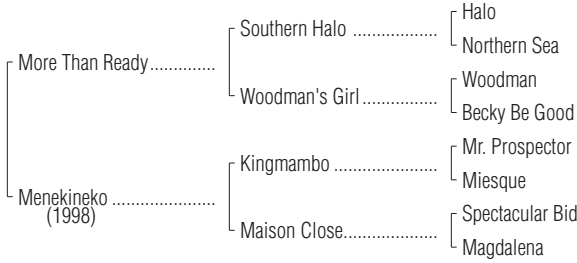 Halo
Southern Halo ..................
Northern Sea
More Than Ready..............
Woodman
Woodman's Girl................
Becky Be Good
Mr. Prospector
Kingmambo ......................
Miesque
Menekineko ......................
(1998)
Spectacular Bid
Maison Close....................
Magdalena